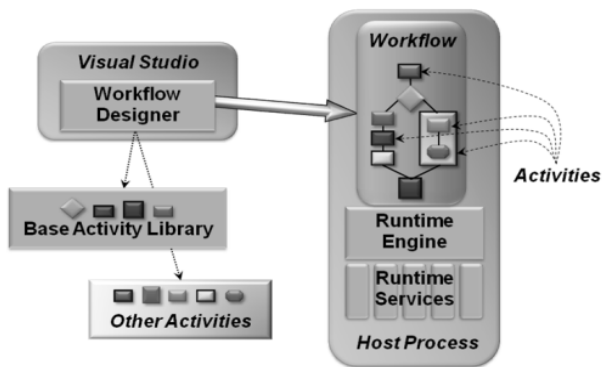 Visual Studio
Workflow
Designer
Base Activity Library
Other Activities
Workflow
Activities
Runtime
Engine
Runtime
Services
Host Process